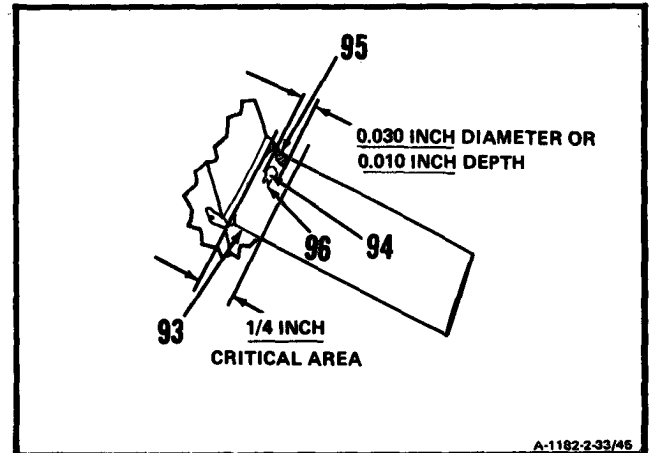 95
0.030 INCH DIAMETER OR
0.010 INCH DEPTH
96
94
93
1/4 INCH
CRITICAL AREA
A-1182-2-33/46